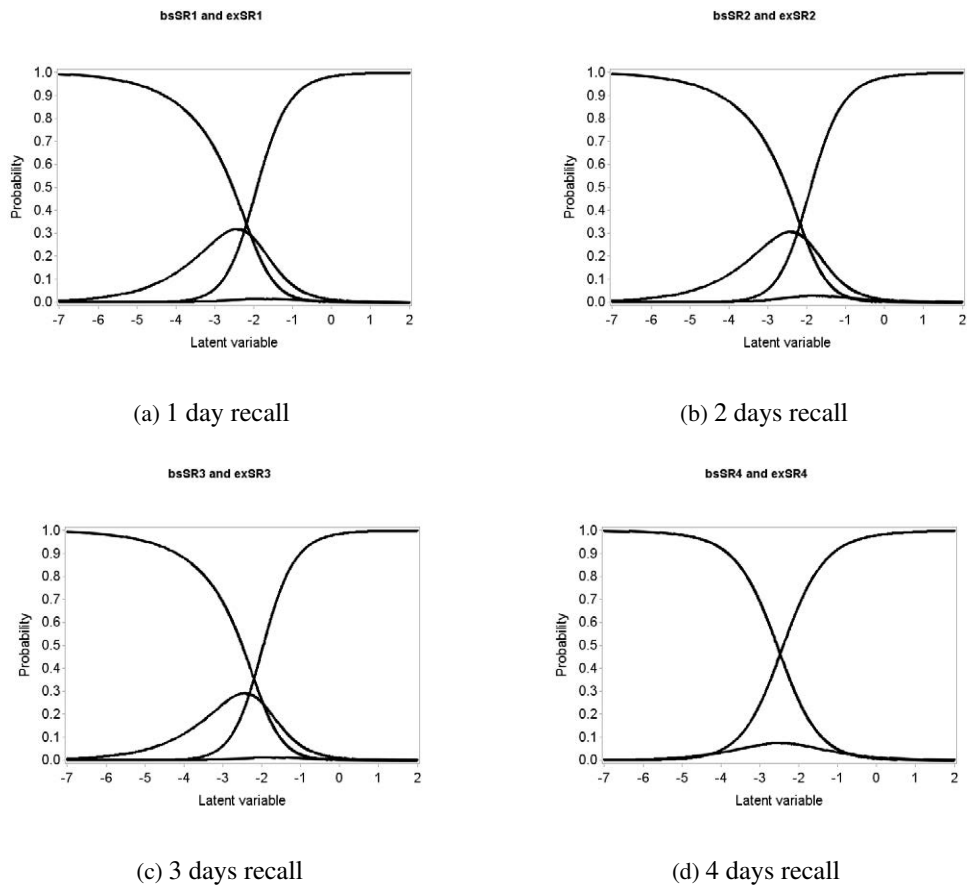 bsSR1 and exSR1
1.0
0.9
0.8
0.7
0.6
0.5
0.4
0.3
0.2
0.1
0.0
Probability
-7 -6 -5 -4 -3 -2 -1 0 1 2
Latent variable
(a) 1 day recall
bsSR2 and exSR2
1.0
0.9
0.8
0.7
0.6
0.5
0.4
0.3
0.2
0.1
0.0
Probability
-7 -6 -5 -4 -3 -2 -1 0 1 2
Latent variable
(b) 2 days recall
bsSR3 and exSR3
1.0
0.9
0.8
0.7
0.6
0.5
0.4
0.3
0.2
0.1
0.0
Probability
-7 -6 -5 -4 -3 -2 -1 0 1 2
Latent variable
(c) 3 days recall
bsSR4 and exSR4
1.0
0.9
0.8
0.7
0.6
0.5
0.4
0.3
0.2
0.1
0.0
Probability
-7 -6 -5 -4 -3 -2 -1 0 1 2
Latent variable
(d) 4 days recall